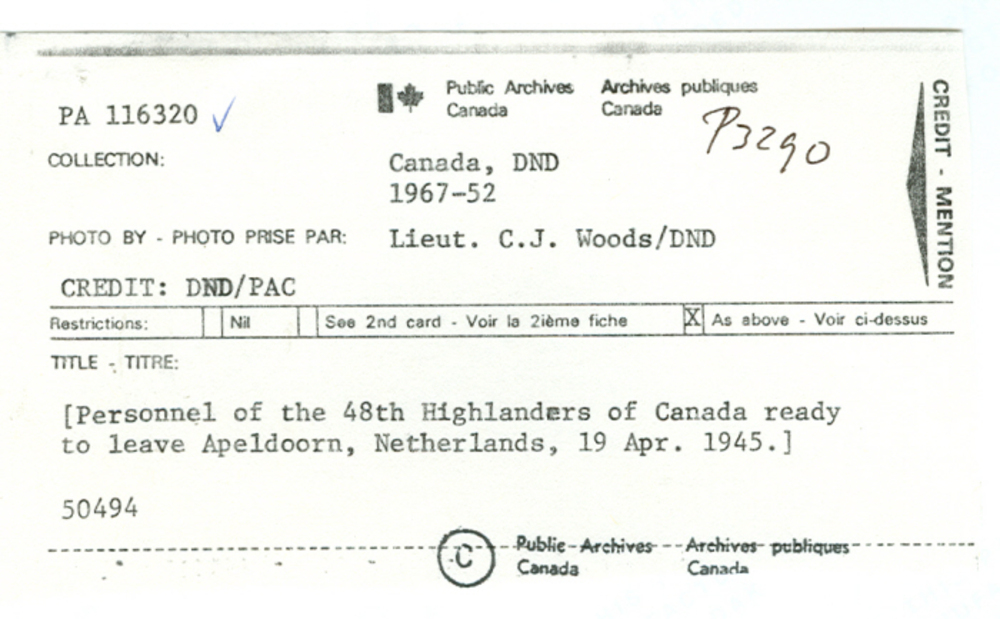 PA 116320 ✓
Public Archives Archives publiques
Canada Canada
P3290
CREDIT - MENTION
COLLECTION: Canada, DND
1967-52
PHOTO BY - PHOTO PRISE PAR: Lieut. C.J. Woods/DND
CREDIT: DND/PAC
Restrictions: Nil See 2nd card - Voir la 2ième fiche X As above - Voir ci-dessus
TITLE - TITRE:
[Personnel of the 48th Highlanders of Canada ready
to leave Apeldoorn, Netherlands, 19 Apr. 1945.]
50494
C Public Archives Archives publiques
Canada Canada